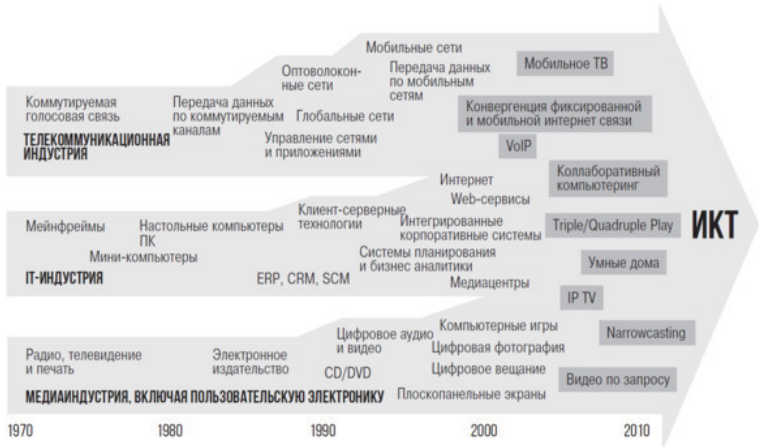 Мобильные сети
Мобильное ТВ
Оптоволокон-
ные сети
Передача данных
по мобильным
сетям
Коммутируемая
голосовая связь
Передача данных
по коммутируемым
каналам
Глобальные сети
Конвергенция фиксированной
и мобильной интернет связи
ТЕЛЕКОММУНИКАЦИОННАЯ
ИНДУСТРИЯ
Управление сетями
и приложениями
VoIP
Интернет
Коллаборативный
компьютеринг
Web-сервисы
Мейнфреймы
Настольные компьютеры
ПК
Клиент-серверные
технологии
Интегрированные
корпоративные системы
Triple/Quadruple Play
ИКТ
Мини-компьютеры
Системы планирования
и бизнес аналитики
Умные дома
IT-ИНДУСТРИЯ
ERP, CRM, SCM
Медиацентры
IP TV
Цифровое аудио
и видео
Компьютерные игры
Narrowcasting
Радио, телевидение
и печать
Электронное
издательство
Цифровая фотография
CD/DVD
Цифровое вещание
Видео по запросу
МЕДИАИНДУСТРИЯ, ВКЛЮЧАЯ ПОЛЬЗОВАТЕЛЬСКУЮ ЭЛЕКТРОНИКУ
Плоскопанельные экраны
1970 1980 1990 2000 2010